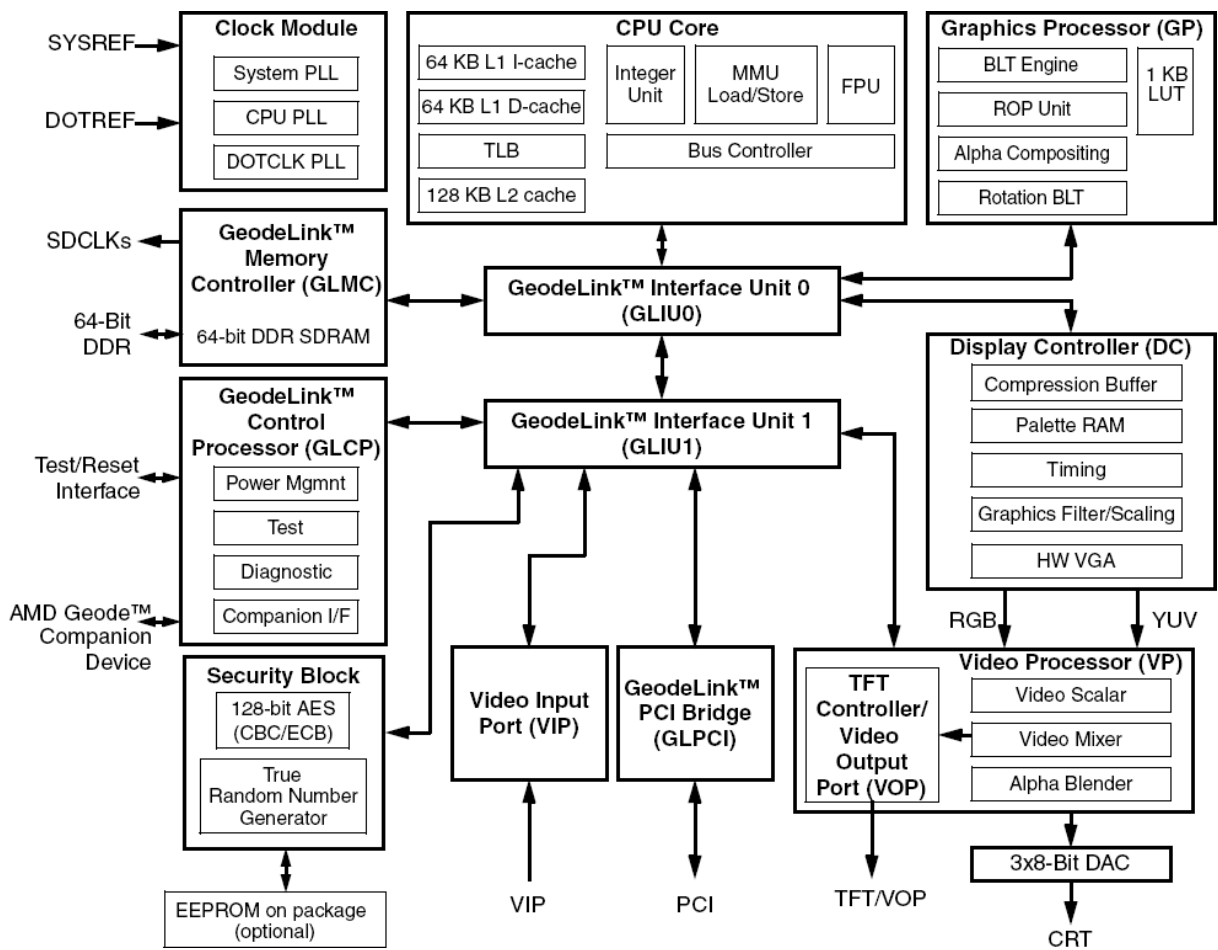 SYSREF
DOTREF
Clock Module
System PLL
CPU PLL
DOTCLK PLL
CPU Core
64 KB L1 I-cache
64 KB L1 D-cache
TLB
128 KB L2 cache
Integer
Unit
MMU
Load/Store
FPU
Bus Controller
Graphics Processor (GP)
BLT Engine
ROP Unit
Alpha Compositing
Rotation BLT
1 KB
LUT
SDCLKs
64-Bit
DDR
GeodeLink™
Memory
Controller (GLMC)
64-bit DDR SDRAM
GeodeLink™ Interface Unit 0
(GLIU0)
Display Controller (DC)
Compression Buffer
Palette RAM
Timing
Graphics Filter/Scaling
HW VGA
Test/Reset
Interface
AMD Geode™
Companion
Device
GeodeLink™
Control
Processor (GLCP)
Power Mgmnt
Test
Diagnostic
Companion I/F
GeodeLink™ Interface Unit 1
(GLIU1)
RGB
YUV
Security Block
128-bit AES
(CBC/ECB)
True
Random Number
Generator
Video Input
Port (VIP)
GeodeLink™
PCI Bridge
(GLPCI)
Video Processor (VP)
TFT
Controller/
Video
Output
Port (VOP)
Video Scalar
Video Mixer
Alpha Blender
3x8-Bit DAC
EEPROM on package
(optional)
VIP
PCI
TFT/VOP
CRT